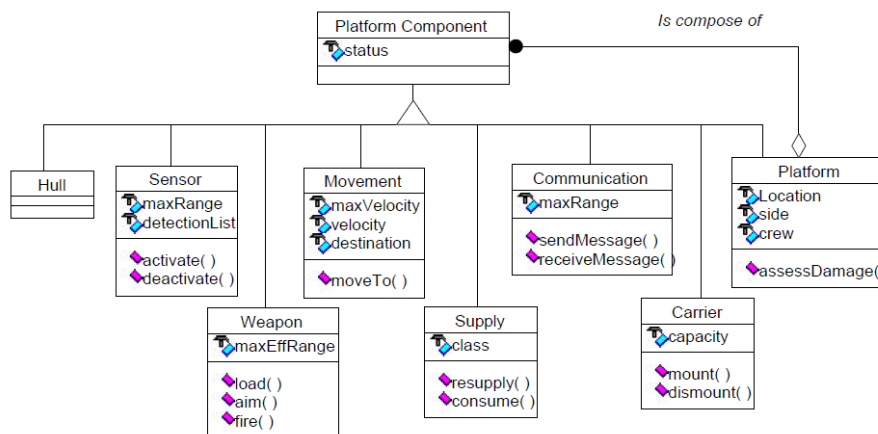 Platform Component
status
Is compose of
Hull
Sensor
maxRange
detectionList
activate( )
deactivate( )
Movement
maxVelocity
velocity
destination
moveTo( )
Communication
maxRange
sendMessage( )
receiveMessage( )
Platform
Location
side
crew
assessDamage(
Weapon
maxEffRange
load( )
aim( )
fire( )
Supply
class
resupply( )
consume( )
Carrier
capacity
mount( )
dismount( )